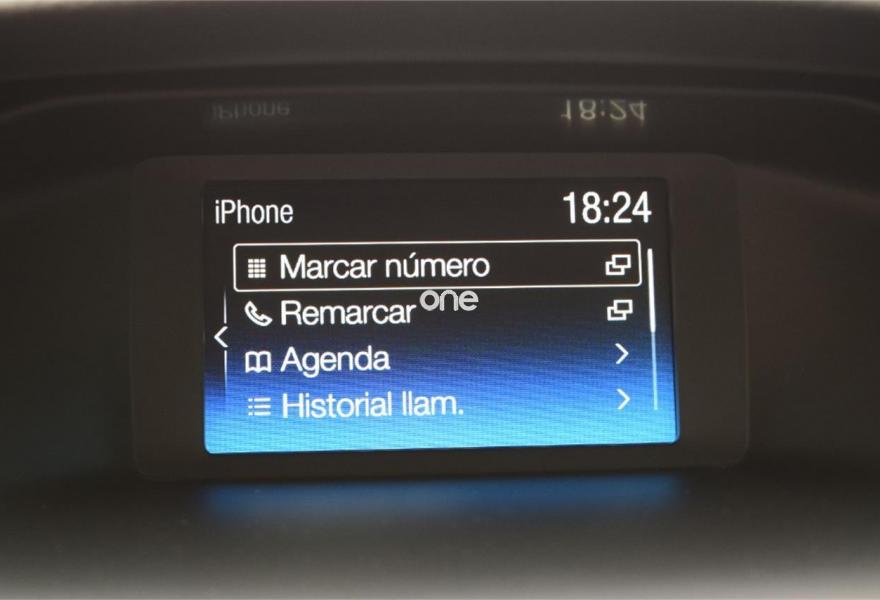 iPhone 18:24
Marcar número
Remarcar
one
Agenda
Historial llam.